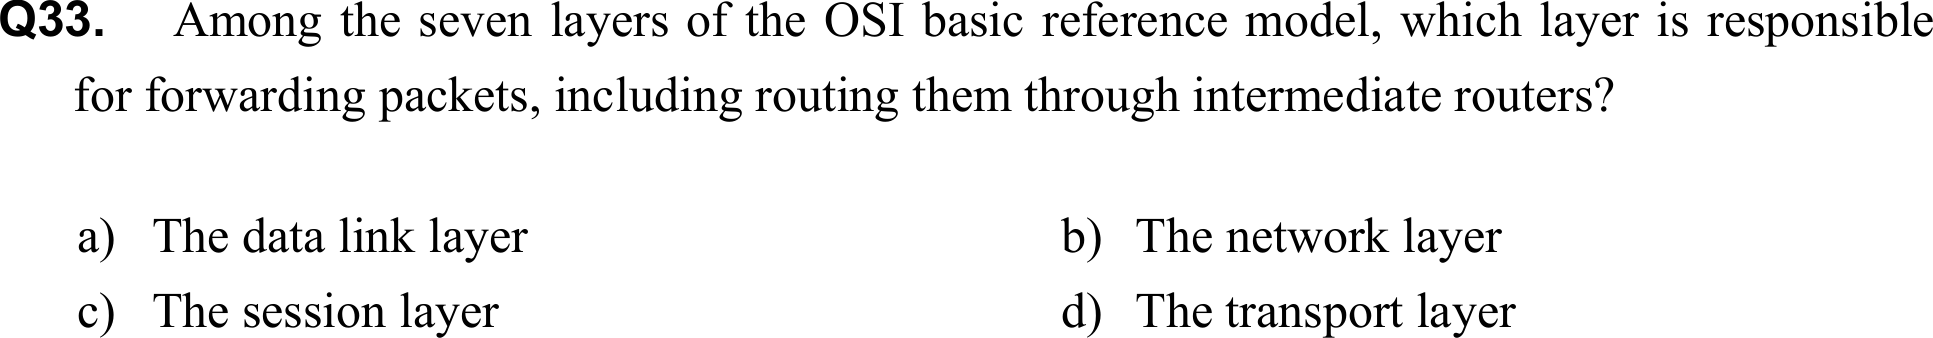 Q33. Among the seven layers of the OSI basic reference model, which layer is responsible
for forwarding packets, including routing them through intermediate routers?
a) The data link layer b) The network layer
c) The session layer d) The transport layer